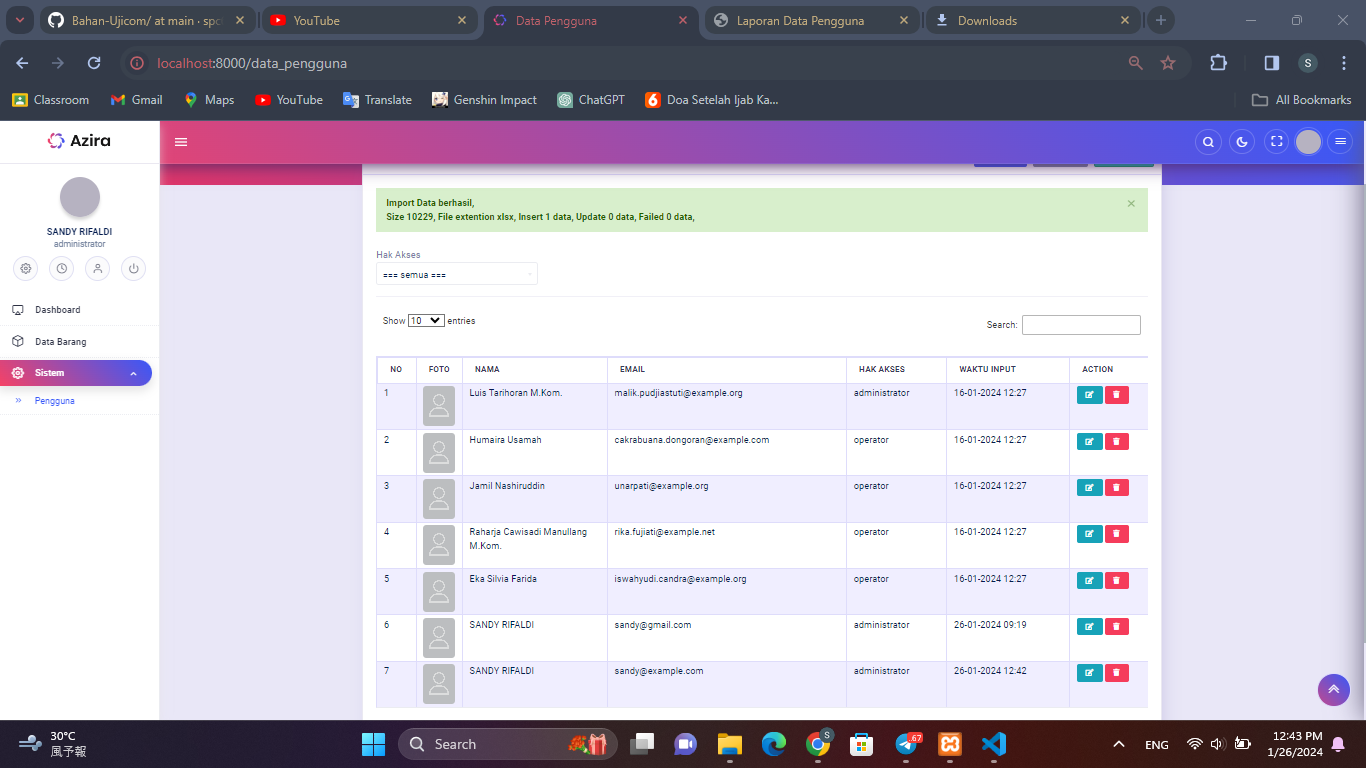 Bahan-Ujicom/ at main · spc
YouTube
Data Pengguna
Laporan Data Pengguna
Downloads
localhost:8000/data_pengguna
S
Classroom
Gmail
Maps
YouTube
Translate
Genshin Impact
ChatGPT
Doa Setelah Ijab Ka...
All Bookmarks
Azira
SANDY RIFALDI
administrator
Dashboard
Data Barang
Sistem
Pengguna
Import Data berhasil,
Size 10229, File extention xlsx, Insert 1 data, Update 0 data, Failed 0 data,
×
Hak Akses
=== semua ===
Show 10 entries
Search:
NO FOTO NAMA EMAIL HAK AKSES WAKTU INPUT ACTION
1 Luis Tarihoran M.Kom. malik.pudjiastuti@example.org administrator 16-01-2024 12:27
2 Humaira Usamah cakrabuana.dongoran@example.com operator 16-01-2024 12:27
3 Jamil Nashiruddin unarpati@example.org operator 16-01-2024 12:27
4 Raharja Cawisadi Manullang rika.fujiati@example.net operator 16-01-2024 12:27
M.Kom.
5 Eka Silvia Farida iswahyudi.candra@example.org operator 16-01-2024 12:27
6 SANDY RIFALDI sandy@gmail.com administrator 26-01-2024 09:19
7 SANDY RIFALDI sandy@example.com administrator 26-01-2024 12:42
30°C
風予報
Search
S
.67
ENG
12:43 PM
1/26/2024